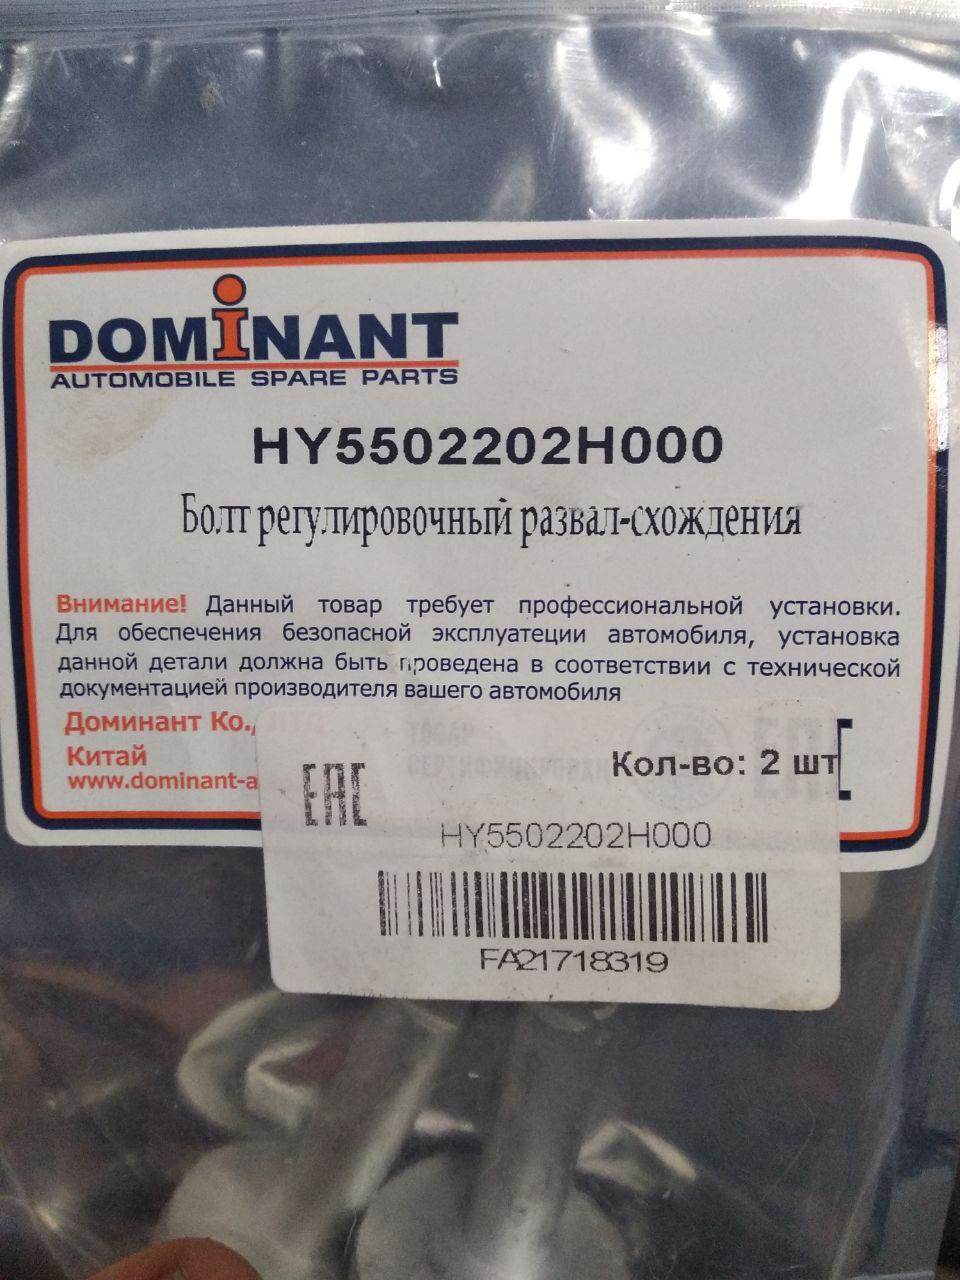 DOMINANT
AUTOMOBILE SPARE PARTS
HY5502202H000
Болт регулировочный развал-схождения
Внимание! Данный товар требует профессиональной установки.
Для обеспечения безопасной эксплуатеции автомобиля, установка
данной детали должна быть проведена в соответствии с технической
документацией производителя вашего автомобиля
Доминант Ко.,
Китай
www.dominant-a
EAC
Кол-во: 2 шт
HY5502202H000
FA21718319